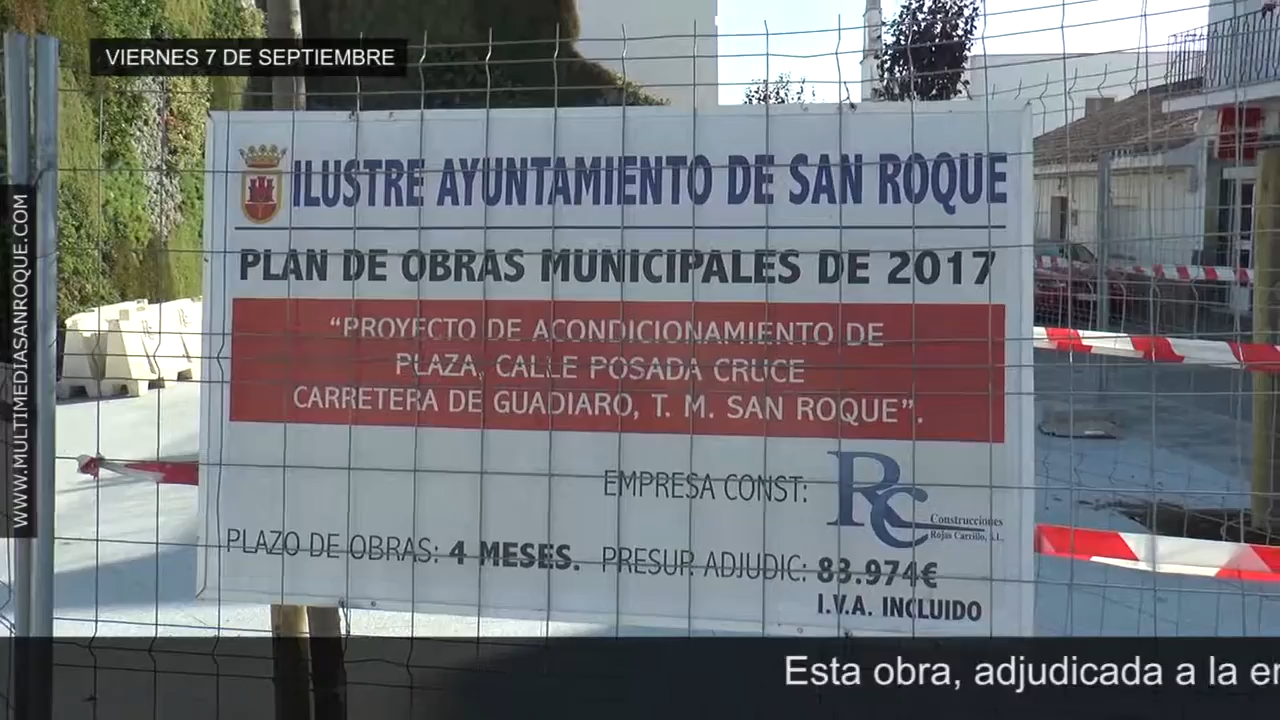 VIERNES 7 DE SEPTIEMBRE
WWW.MULTIMEDIASANROQUE.COM
ILUSTRE AYUNTAMIENTO DE SAN ROQUE
PLAN DE OBRAS MUNICIPALES DE 2017
“PROYECTO DE ACONDICIONAMIENTO DE
PLAZA, CALLE POSADA CRUCE
CARRETERA DE GUADIARO, T. M. SAN ROQUE”.
EMPRESA CONST:
RC
Construcciones
Rojas Carrillo, s.l.
PLAZO DE OBRAS: 4 MESES. PRESUP. ADJUDIC: 83.974€
I.V.A. INCLUIDO
Esta obra, adjudicada a la e